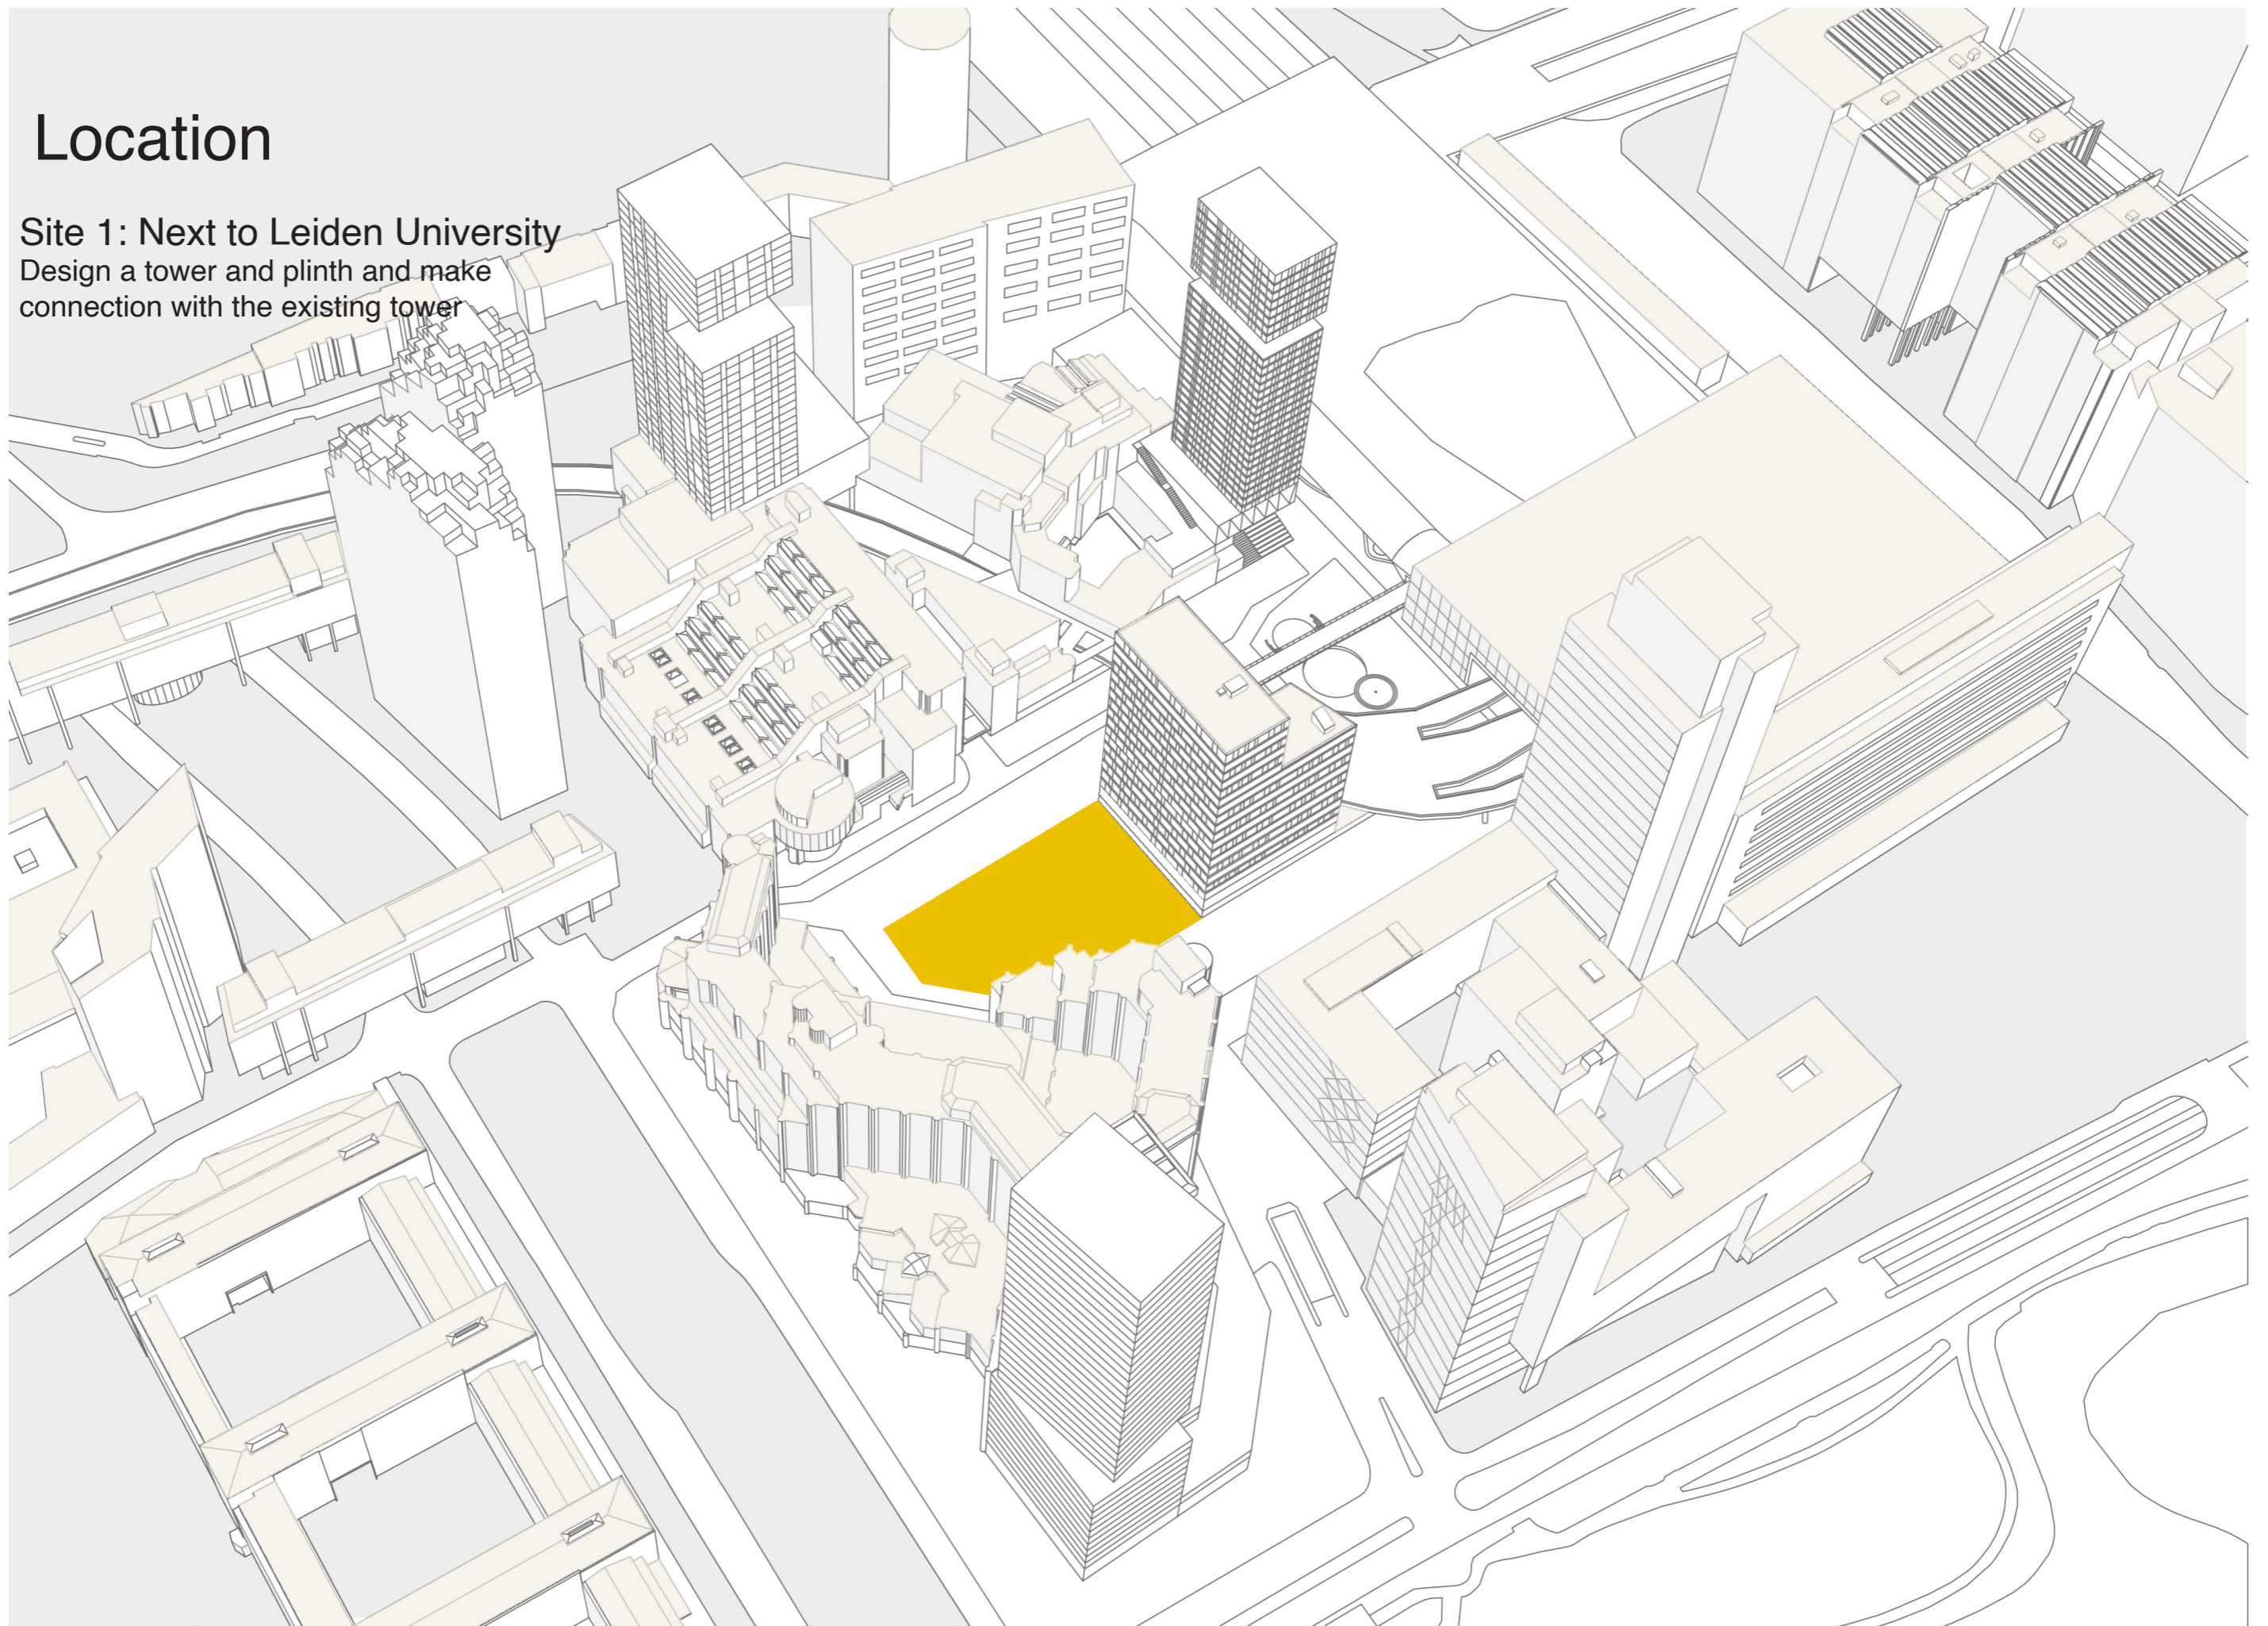 Location
Site 1: Next to Leiden University
Design a tower and plinth and make
connection with the existing tower